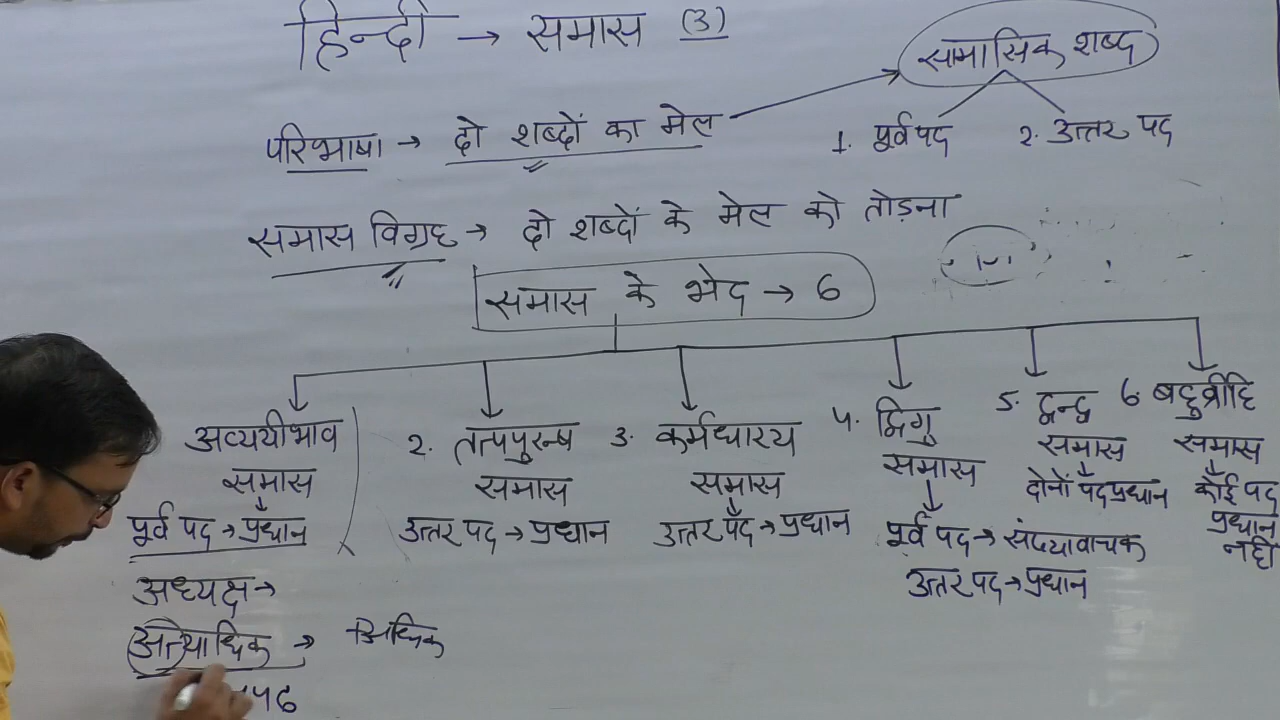 हिन्दी → समास (3)
सामासिक शब्द
परिभाषा → दो शब्दों का मेल
1. पूर्वपद 2. उत्तर पद
समास विग्रह → दो शब्दों के मेल को तोड़ना
समास के भेद → 6
अव्ययीभाव
समास
पूर्व पद → प्रधान
अध्यक्ष →
अत्याधिक → अधिक
2. तत्पपुरूष
समास
उत्तर पद → प्रधान
3. कर्मधारय
समास
उत्तर पद → प्रधान
4. द्विगु
समास
पूर्व पद → संख्यावाचक
उत्तर पद → प्रधान
5. द्वन्द्व
समास
दोनों पद प्रधान
6. बहुव्रीहि
समास
कोई पद
प्रधान
नही